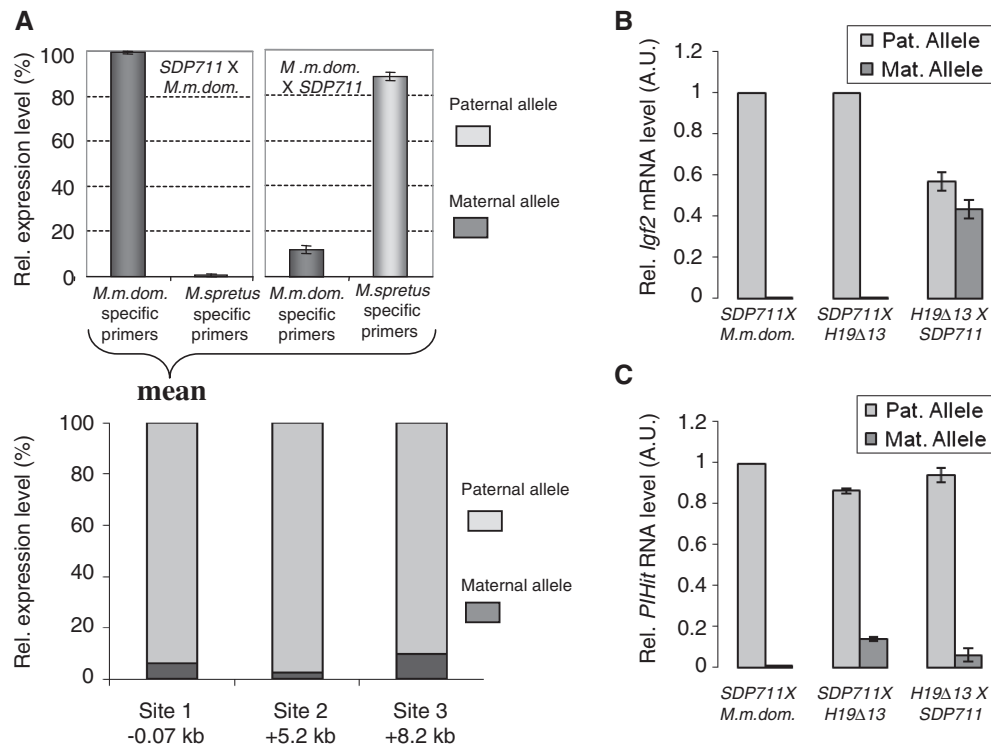 A
Rel. expression level (%)
100
80
60
40
20
0
SDP711 X
M.m.dom.
M .m.dom.
X SDP711
Paternal allele
Maternal allele
M.m.dom.
specific
primers
M.spretus
specific
primers
M.m.dom.
specific
primers
M.spretus
specific
primers
mean
Rel. expression level (%)
100
80
60
40
20
0
Paternal allele
Maternal allele
Site 1
-0.07 kb
Site 2
+5.2 kb
Site 3
+8.2 kb
B
Rel. Igf2 mRNA level (A.U.)
1.2
1
0.8
0.6
0.4
0.2
0
Pat. Allele
Mat. Allele
SDP711X
M.m.dom.
SDP711X
H19Δ13
H19Δ13 X
SDP711
C
Rel. PIHit RNA level (A.U.)
1.2
1
0.8
0.6
0.4
0.2
0
Pat. Allele
Mat. Allele
SDP711X
M.m.dom.
SDP711X
H19Δ13
H19Δ13 X
SDP711